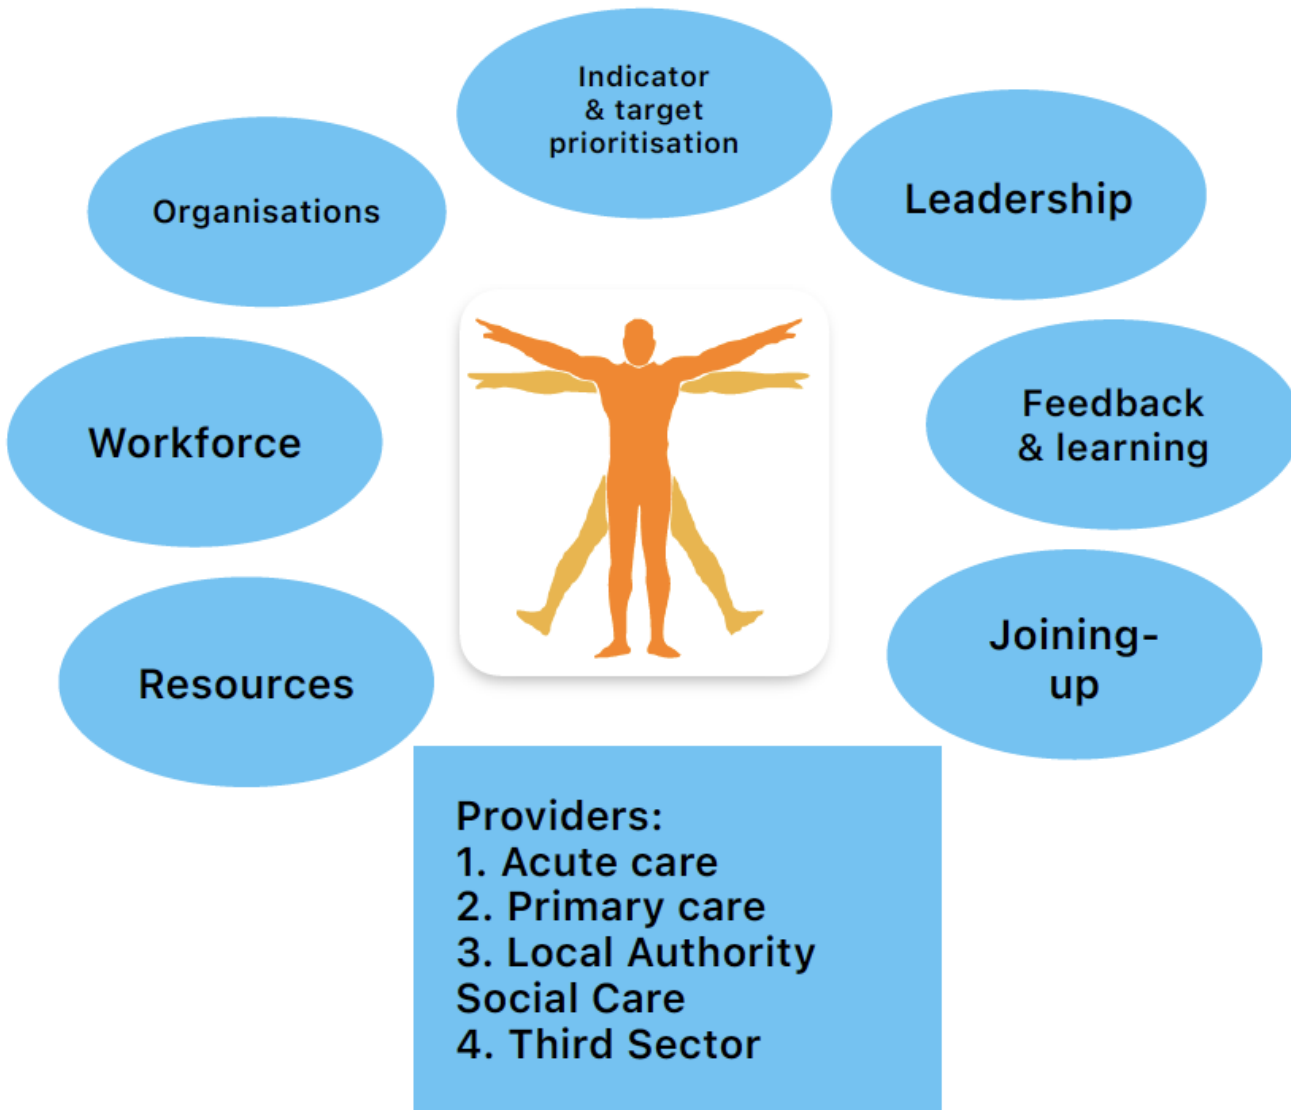 Indicator
& target
prioritisation
Organisations
Leadership
Workforce
Feedback
& learning
Resources
Joining-
up
Providers:
1. Acute care
2. Primary care
3. Local Authority
Social Care
4. Third Sector